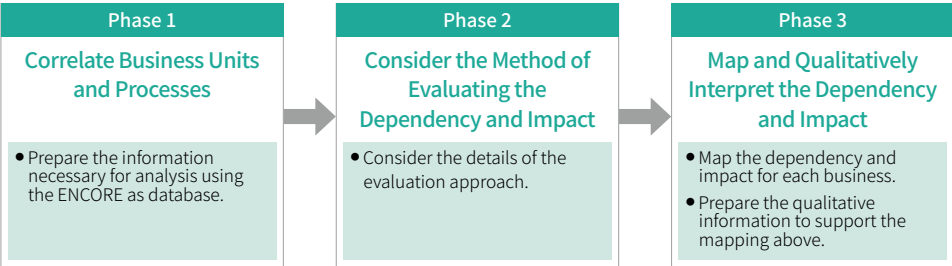 Phase 1
Correlate Business Units
and Processes
● Prepare the information
necessary for analysis using
the ENCORE as database.
Phase 2
Consider the Method of
Evaluating the
Dependency and Impact
● Consider the details of the
evaluation approach.
Phase 3
Map and Qualitatively
Interpret the Dependency
and Impact
● Map the dependency and
impact for each business.
● Prepare the qualitative
information to support the
mapping above.